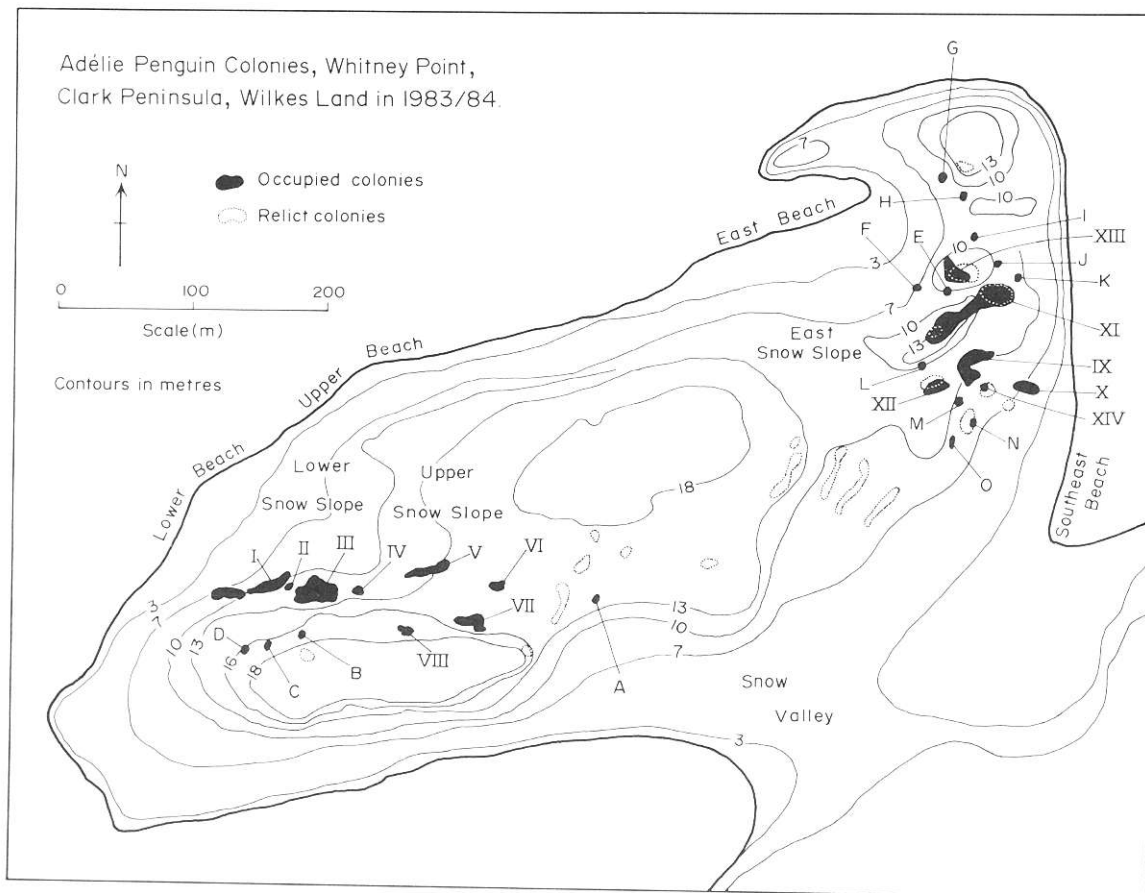 Adélie Penguin Colonies, Whitney Point,
Clark Peninsula, Wilkes Land in 1983/84.
N
Occupied colonies
Relict colonies
0 200
Scale (m)
Contours in metres
G
7
13
10
H
10
East Beach
I
F
E
10
XIII
3
J
K
7
10
East
Snow Slope
13
XI
Upper Beach
L
IX
X
XII
XIV
M
N
O
Lower
Snow Slope
Upper
Snow Slope
18
Lower Beach
Southeast
Beach
I
II
III
IV
V
VI
3
7
VII
13
10
D
10
13
16
18
C
B
VIII
7
A
Snow
Valley
3